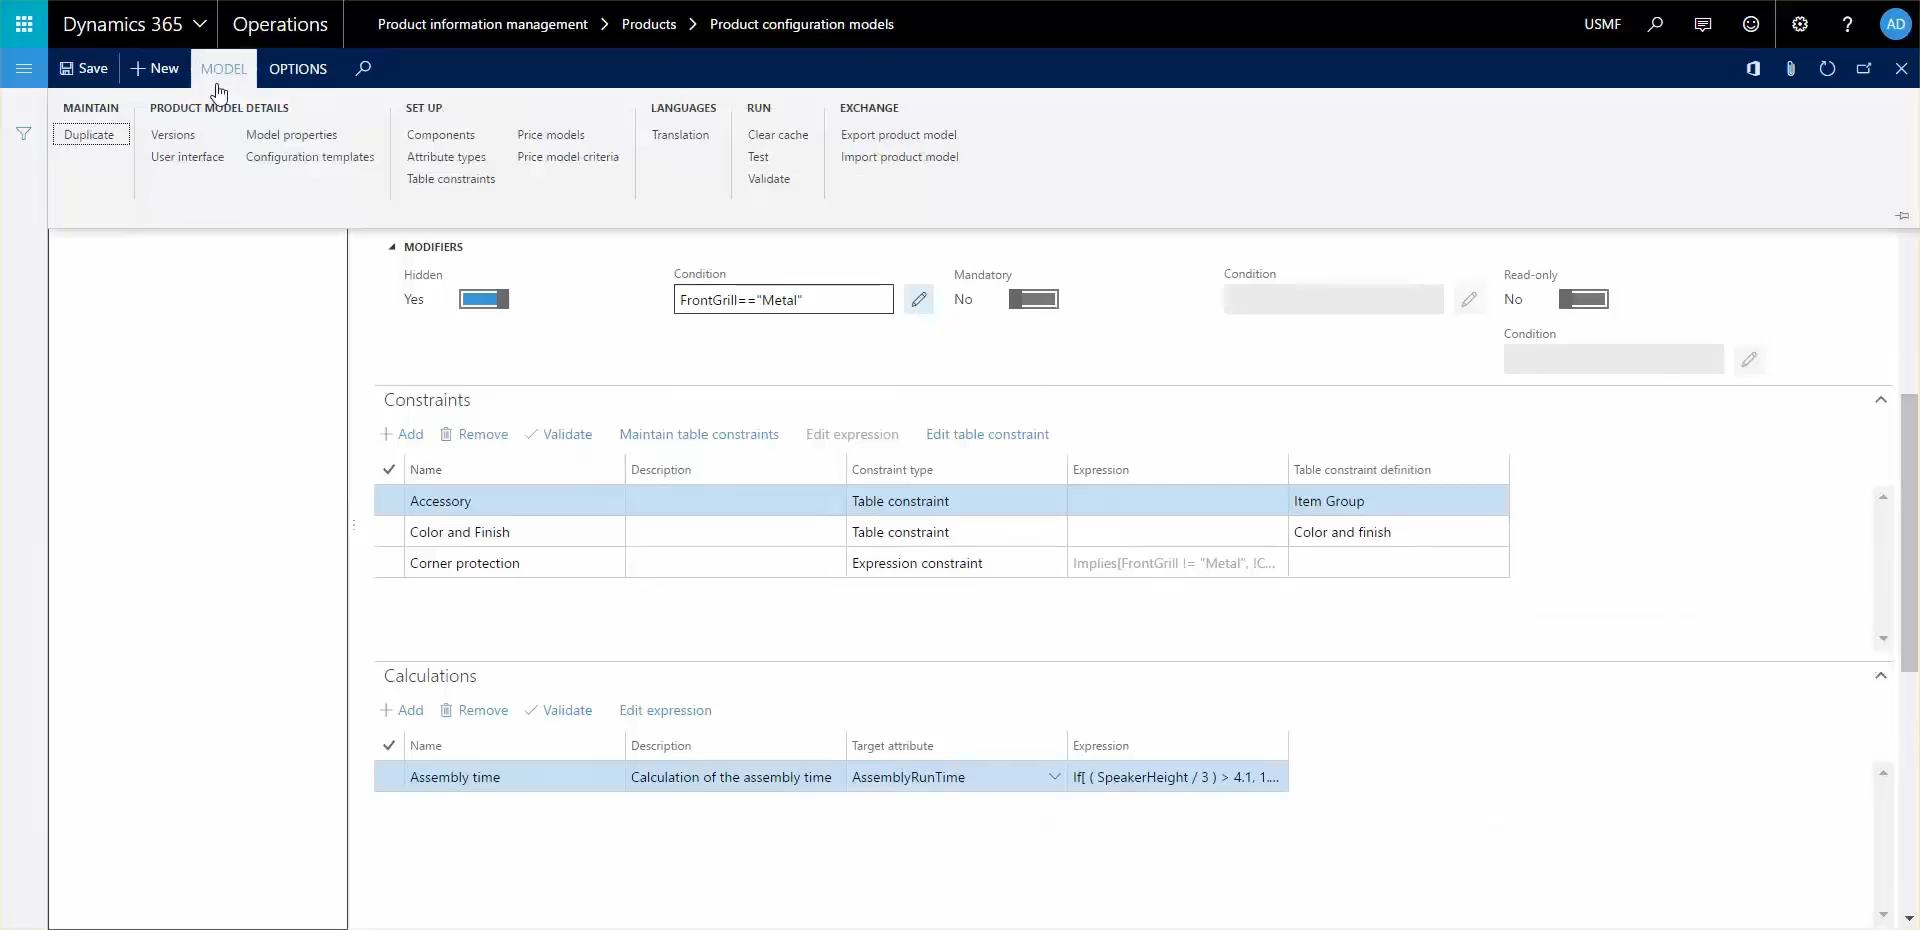 Dynamics 365 Operations Product information management > Products > Product configuration models USMF ? AD
Save + New MODEL OPTIONS
MAINTAIN PRODUCT MODEL DETAILS SET UP LANGUAGES RUN EXCHANGE
Duplicate Versions Model properties Components Price models Translation Clear cache Export product model
User interface Configuration templates Attribute types Price model criteria Test Import product model
Table constraints Validate
MODIFIERS
Hidden Condition Mandatory Condition Read-only
Yes FrontGrill=="Metal" No No
Condition
Constraints
+ Add Remove Validate Maintain table constraints Edit expression Edit table constraint
Name Description Constraint type Expression Table constraint definition
Accessory Table constraint Item Group
Color and Finish Table constraint Color and finish
Corner protection Expression constraint Implies[FrontGrill != "Metal", !C...
Calculations
+ Add Remove Validate Edit expression
Name Description Target attribute Expression
Assembly time Calculation of the assembly time AssemblyRunTime If[ ( SpeakerHeight / 3 ) > 4.1, 1....